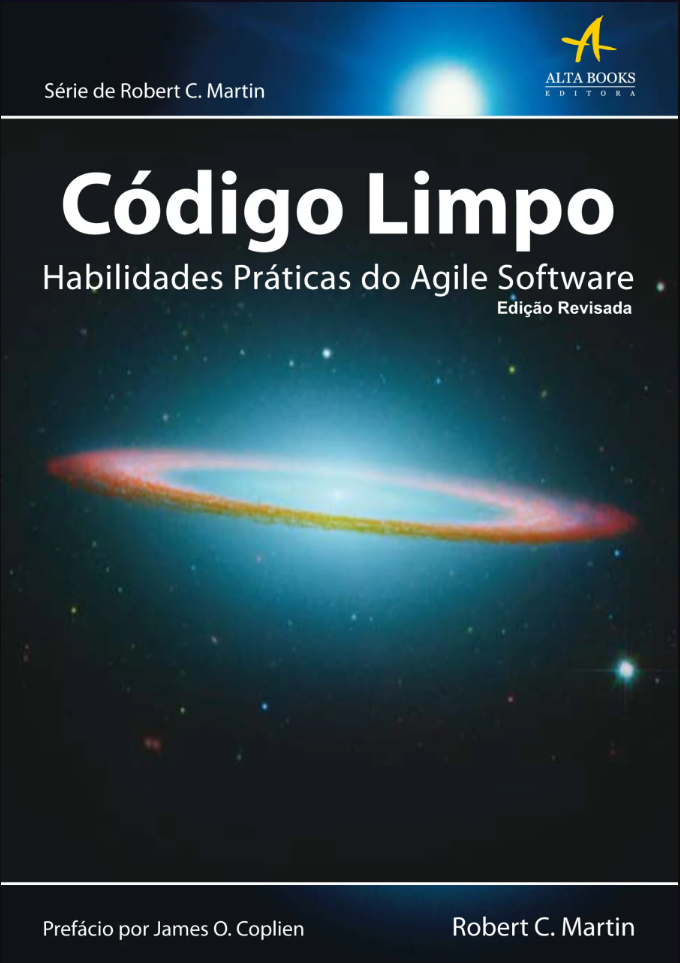 ALTA BOOKS
EDITORA
Série de Robert C. Martin
Código Limpo
Habilidades Práticas do Agile Software
Edição Revisada
Prefácio por James O. Coplien
Robert C. Martin